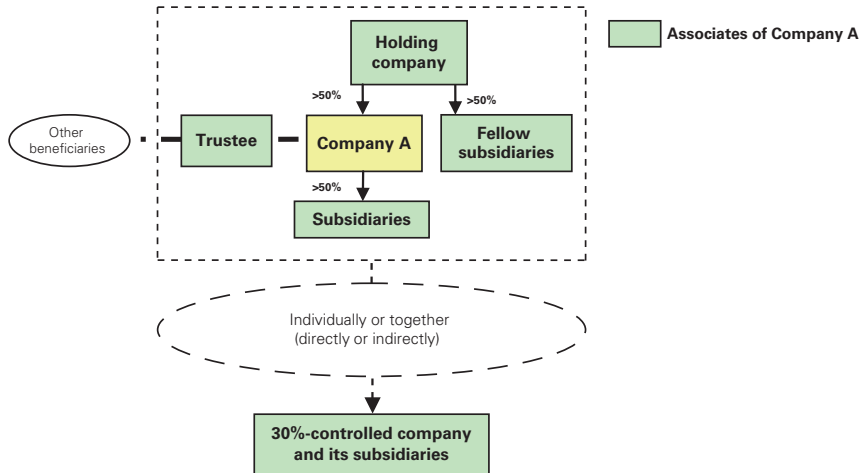 Holding
company
Associates of Company A
>50%
>50%
Other
beneficiaries
Trustee
Company A
Fellow
subsidiaries
>50%
Subsidiaries
Individually or together
(directly or indirectly)
30%-controlled company
and its subsidiaries